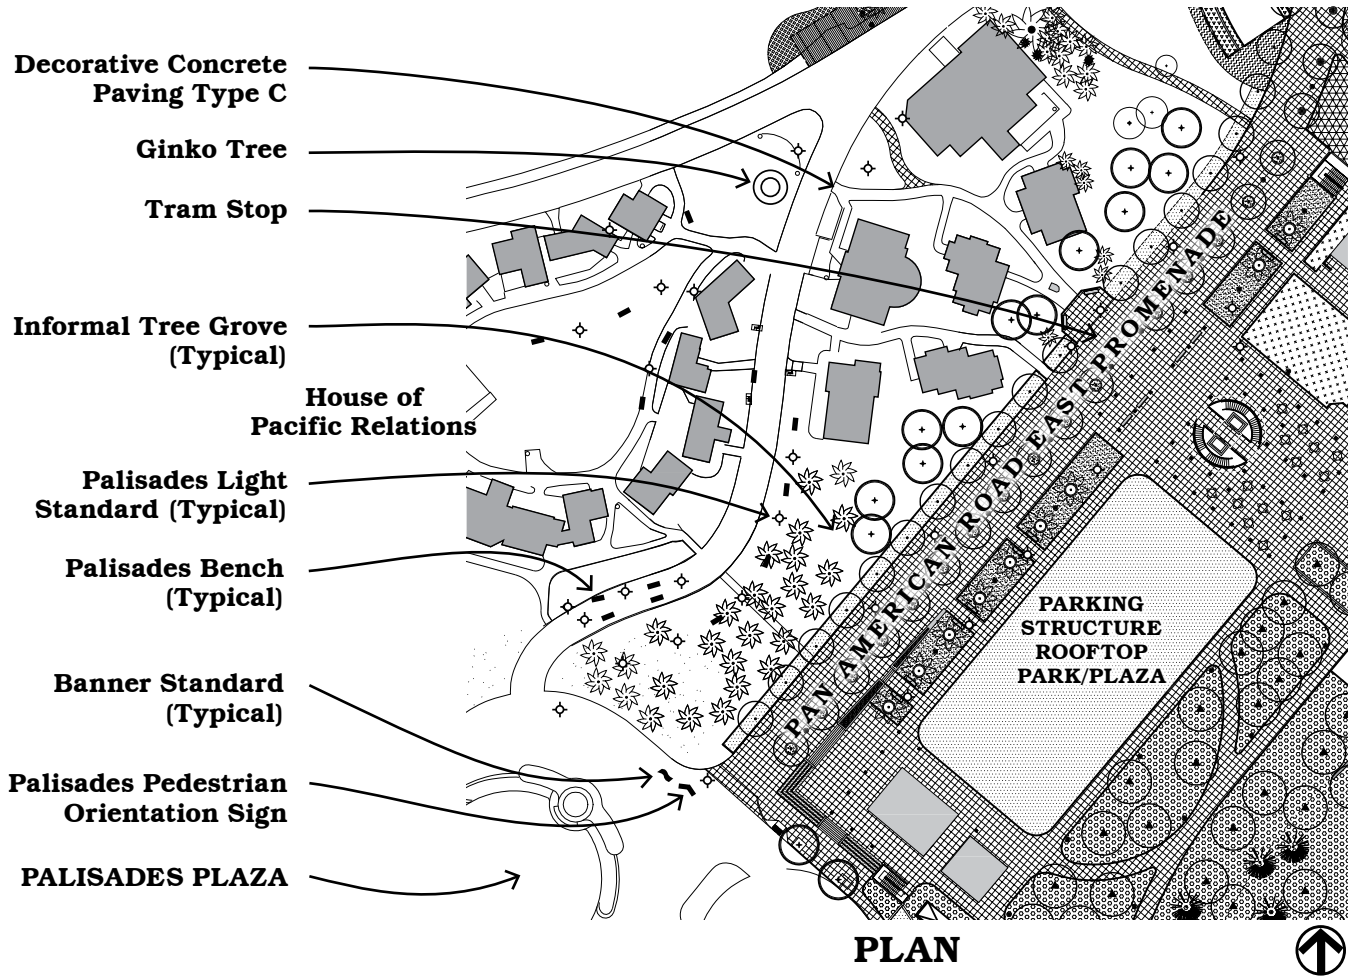 Decorative Concrete
Paving Type C
Ginko Tree
Tram Stop
Informal Tree Grove
(Typical)
House of
Pacific Relations
Palisades Light
Standard (Typical)
Palisades Bench
(Typical)
Banner Standard
(Typical)
Palisades Pedestrian
Orientation Sign
PALISADES PLAZA
PAN AMERICAN ROAD EAST PROMENADE
PARKING
STRUCTURE
ROOFTOP
PARK/PLAZA
PLAN